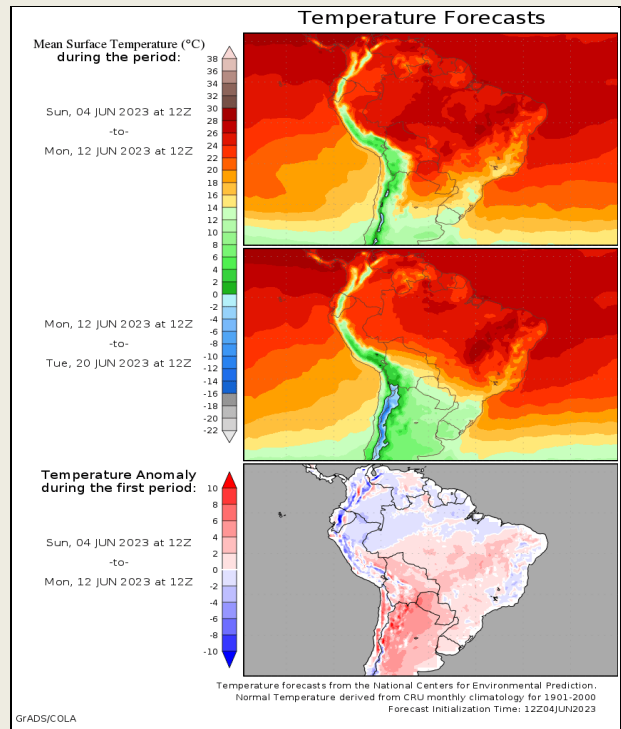 Temperature Forecasts
Mean Surface Temperature (°C)
during the period:
38
36
34
32
30
28
26
24
22
20
18
16
14
12
10
8
6
4
2
0
-2
-4
-6
-8
-10
-12
-14
-16
-18
-20
-22
Sun, 04 JUN 2023 at 12Z
-to-
Mon, 12 JUN 2023 at 12Z
Mon, 12 JUN 2023 at 12Z
-to-
Tue, 20 JUN 2023 at 12Z
Temperature Anomaly
during the first period:
10
8
6
4
2
0
-2
-4
-6
-8
-10
Sun, 04 JUN 2023 at 12Z
-to-
Mon, 12 JUN 2023 at 12Z
Temperature forecasts from the National Centers for Environmental Prediction.
Normal Temperature derived from CRU monthly climatology for 1901-2000
Forecast Initialization Time: 12Z04JUN2023
GrADS/COLA